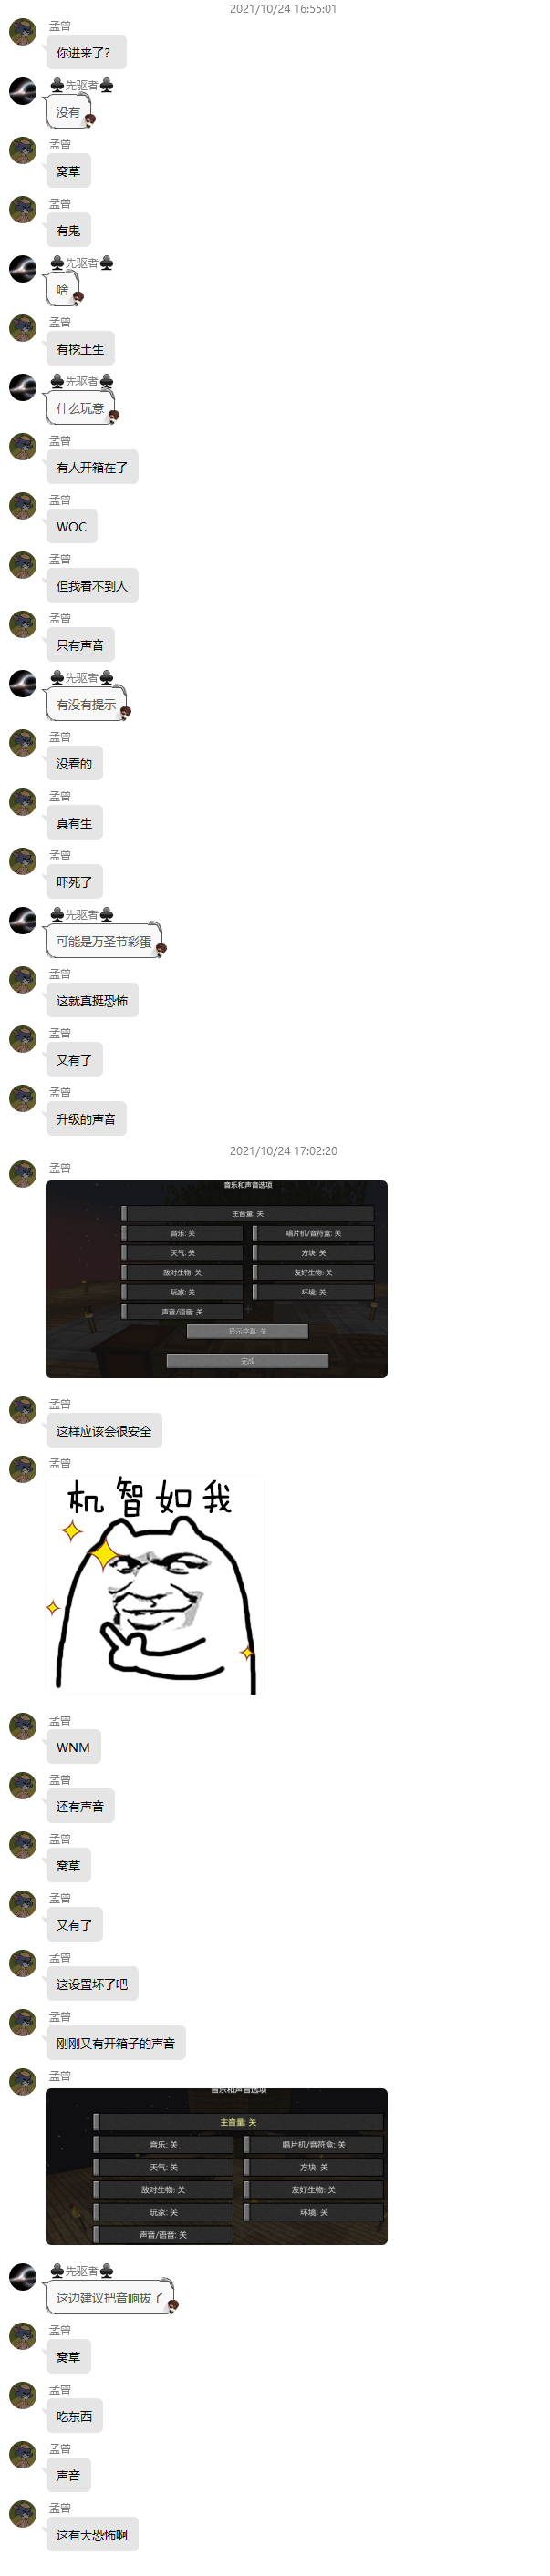 2021/10/24 16:55:01
孟曾
你进来了？
♣先驱者♣
没有
孟曾
窝草
孟曾
有鬼
♣先驱者♣
啥
孟曾
有挖土生
♣先驱者♣
什么玩意
孟曾
有人开箱在了
孟曾
WOC
孟曾
但我看不到人
孟曾
只有声音
♣先驱者♣
有没有提示
孟曾
没看的
孟曾
真有生
孟曾
吓死了
♣先驱者♣
可能是万圣节彩蛋
孟曾
这就真挺恐怖
孟曾
又有了
孟曾
升级的声音
2021/10/24 17:02:20
孟曾
音乐和声音选项
主音量: 关
音乐: 关
唱片机/音符盒: 关
天气: 关
方块: 关
敌对生物: 关
友好生物: 关
玩家: 关
环境: 关
声音/语音: 关
显示字幕: 关
完成
孟曾
这样应该会很安全
孟曾
机智如我
孟曾
WNM
孟曾
还有声音
孟曾
窝草
孟曾
又有了
孟曾
这设置坏了吧
孟曾
刚刚又有开箱子的声音
孟曾
音乐和声音选项
主音量: 关
音乐: 关
唱片机/音符盒: 关
天气: 关
方块: 关
敌对生物: 关
友好生物: 关
玩家: 关
环境: 关
声音/语音: 关
♣先驱者♣
这边建议把音响拔了
孟曾
窝草
孟曾
吃东西
孟曾
声音
孟曾
这有大恐怖啊